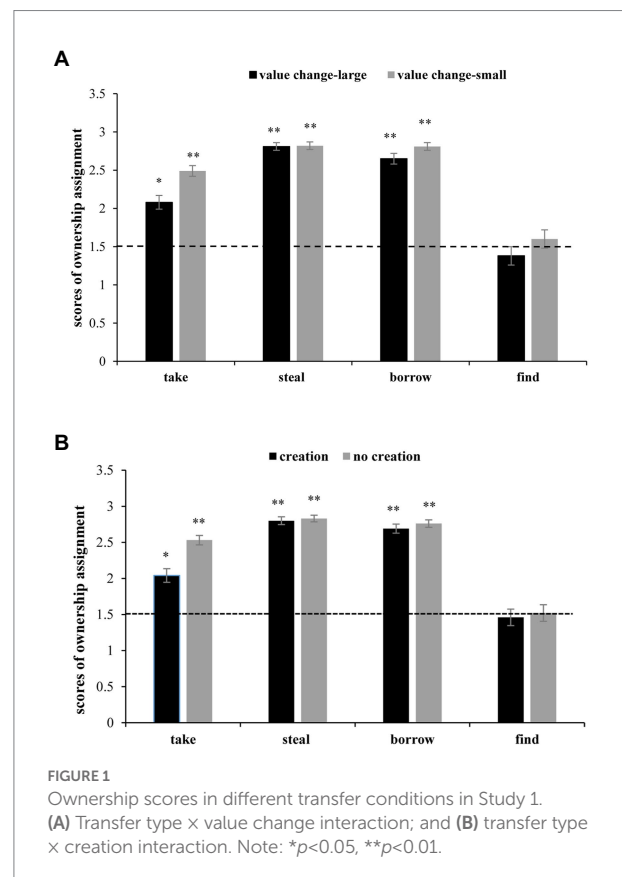 A
■ value change-large ■ value change-small
scores of ownership assignment
3.5
3
2.5
2
1.5
1
0.5
0
* ** ** ** ** **
take steal borrow find
B
■ creation ■ no creation
scores of ownership assignment
3.5
3
2.5
2
1.5
1
0.5
0
* ** ** ** ** **
take steal borrow find
FIGURE 1
Ownership scores in different transfer conditions in Study 1.
(A) Transfer type × value change interaction; and (B) transfer type
× creation interaction. Note: *p<0.05, **p<0.01.